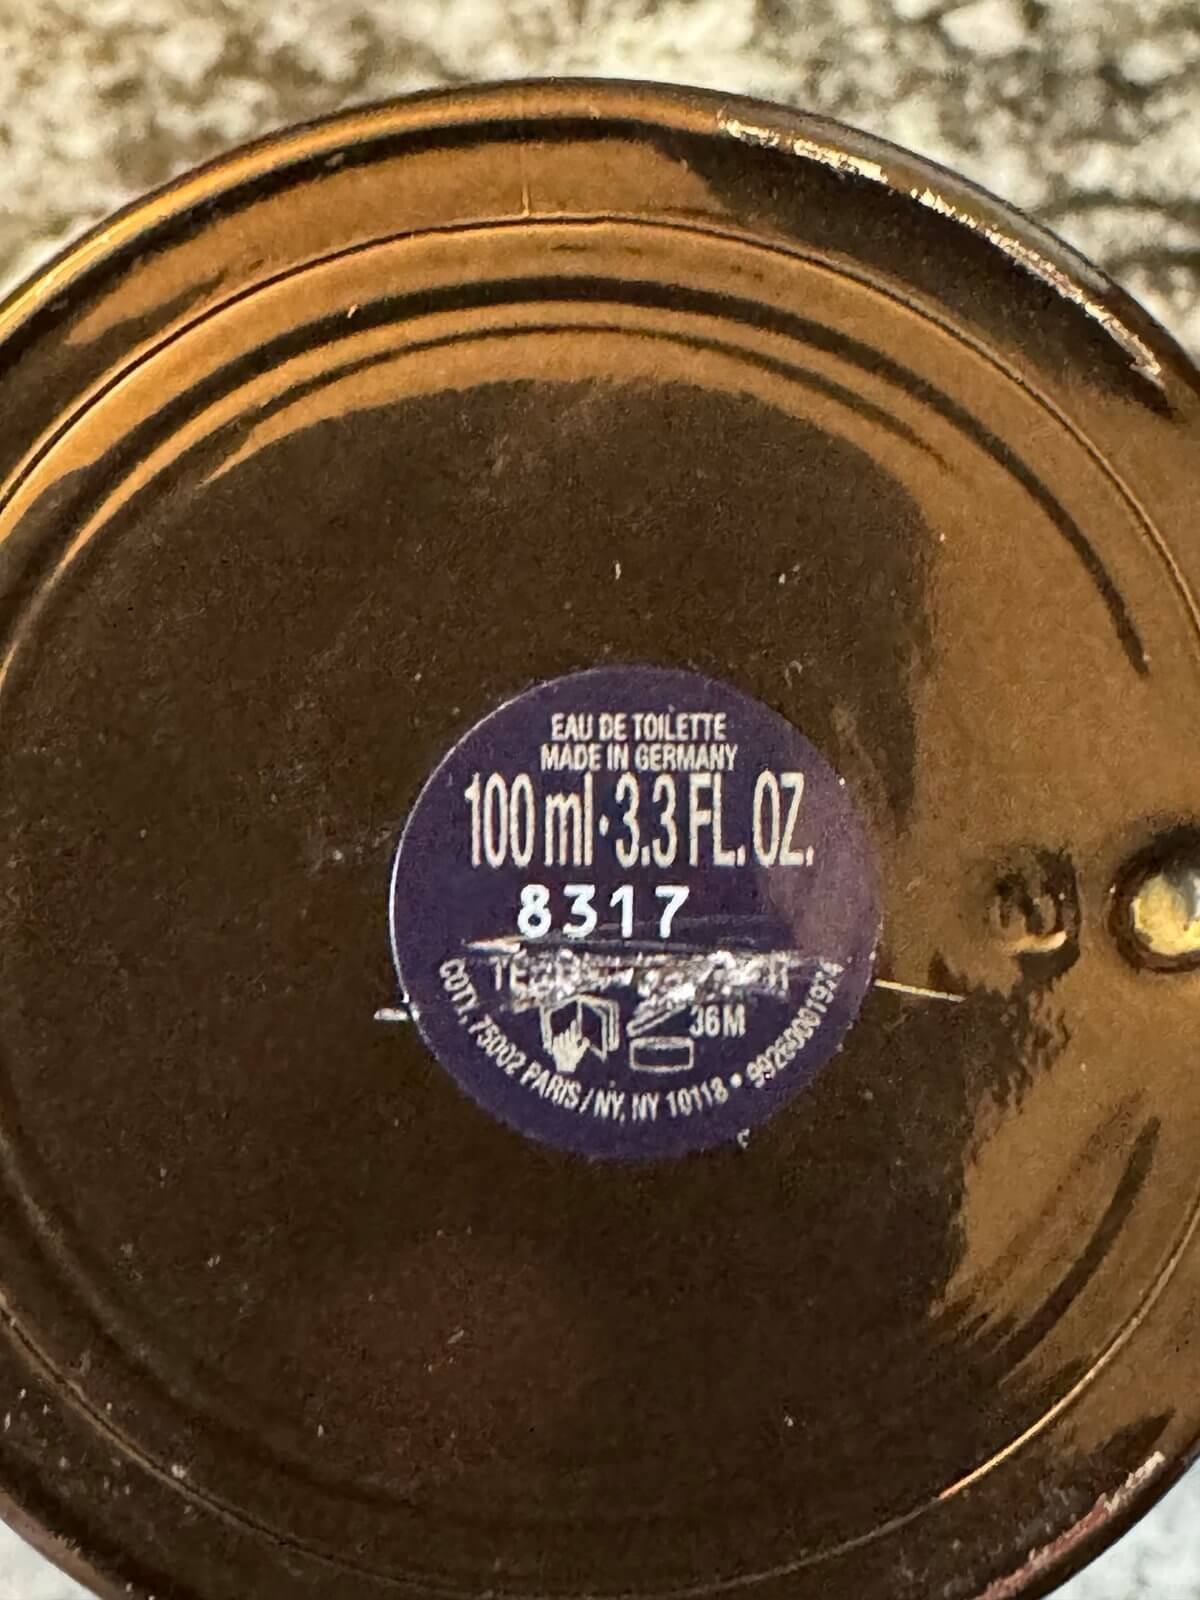 EAU DE TOILETTE
MADE IN GERMANY
100 ml·3.3 FL. OZ.
8317
36M
COTY, 75002 PARIS / NY, NY 10118 • 99260001974